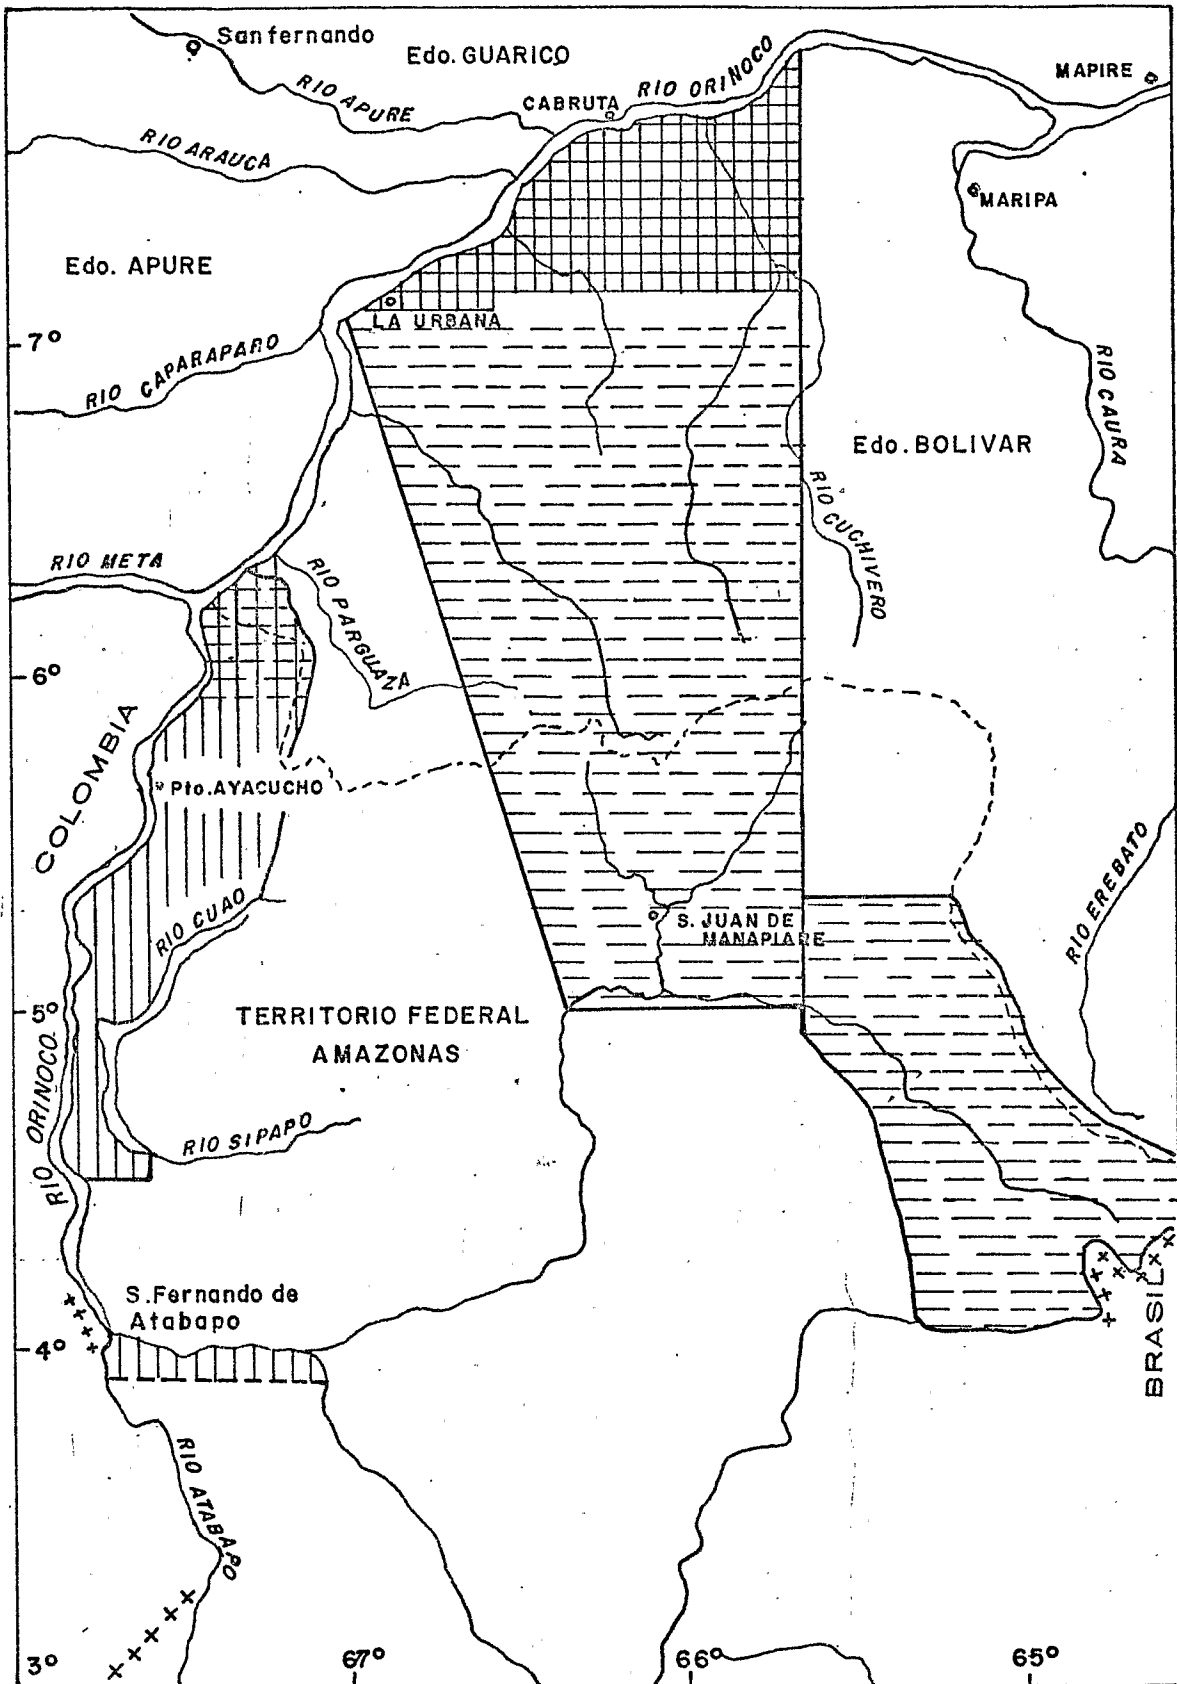 Sanfernando
Edo. GUARICO
MAPIRE
RIO APURE
CABRUTA
RIO ORINOCO
RIO ARAUCA
MARIPA
Edo. APURE
LA URBANA
7°
RIO CAPARAPARO
RIO CAURA
Edo. BOLIVAR
RIO CUCHIVERO
RIO META
RIO PARGUAZA
6°
COLOMBIA
Pto. AYACUCHO
RIO EREBATO
RIO CUAO
S. JUAN DE
MANAPIARE
5°
TERRITORIO FEDERAL
AMAZONAS
RIO ORINOCO
RIO SIPAPO
S. Fernando de
Atabapo
BRASIL
4°
RIO ATABAPO
3°
67°
66°
65°